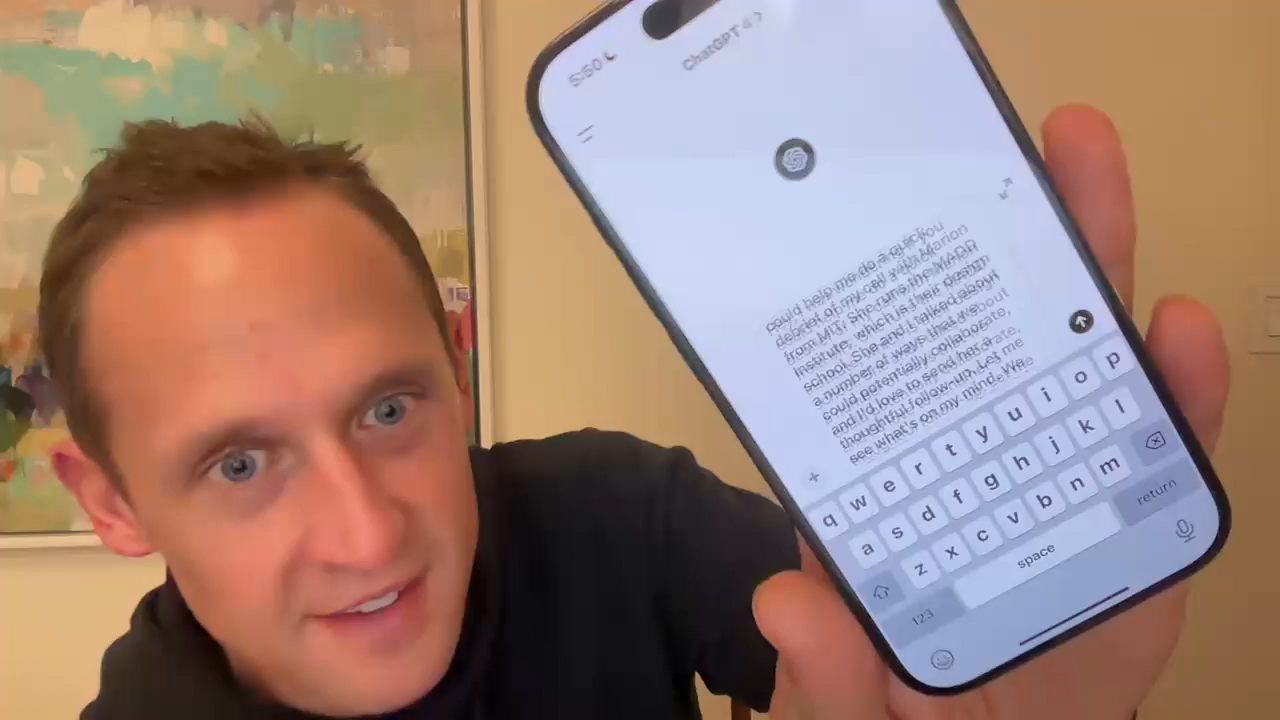 5:50
ChatGPT 4 >
could help me do a quick you
debrief of my call with Marion
from MIT. She runs the MADD
Institute, which is their design
school. She and I talked about
a number of ways that we
could potentially collaborate,
and I'd love to send her a
thoughtful follow-up. Let me
see what's on my mind. We
q w e r t y u i o p
a s d f g h j k l
z x c v b n m
123 space return